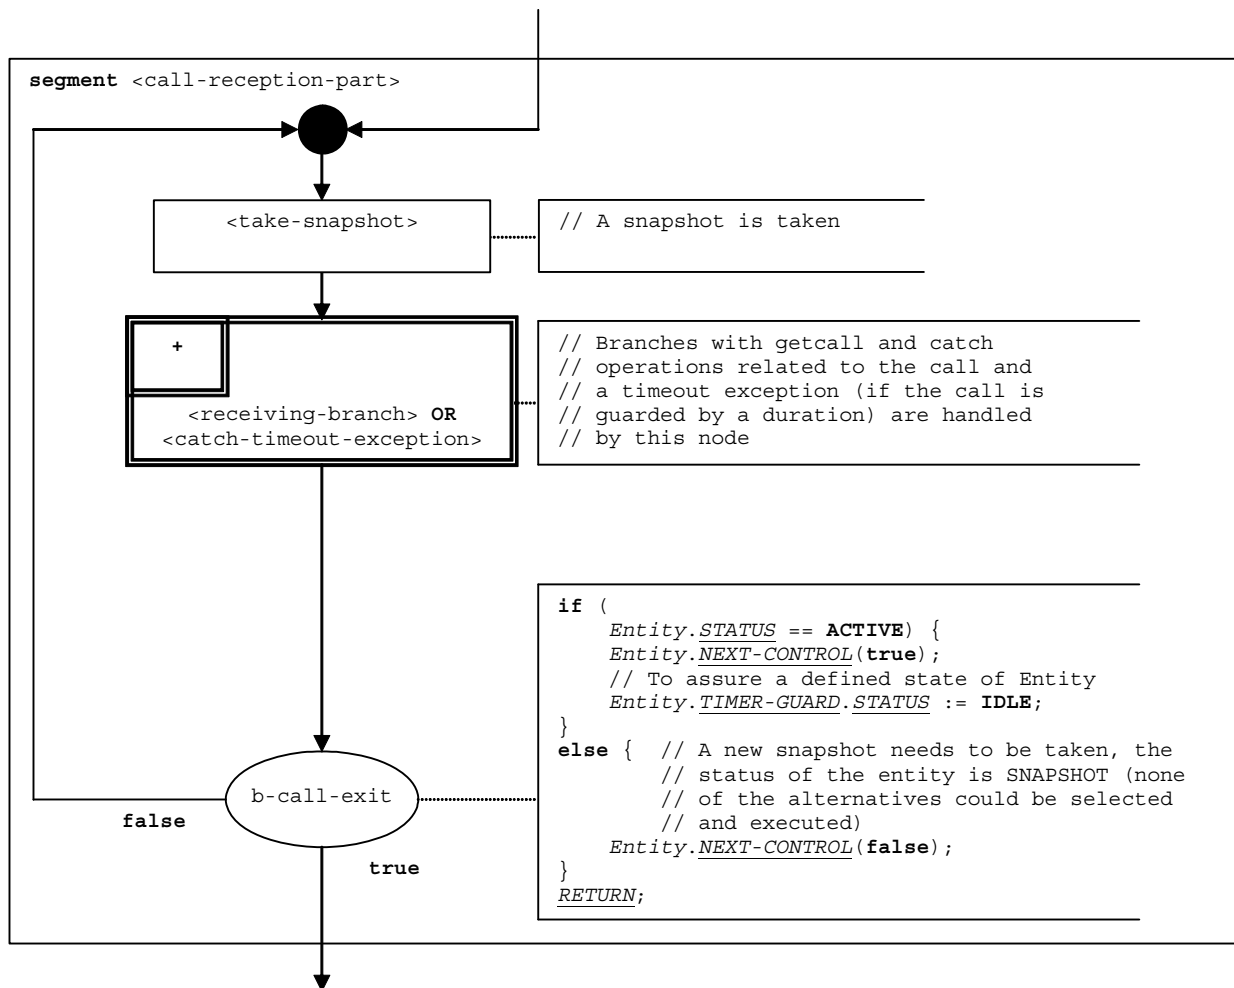 segment <call-reception-part>
<take-snapshot>
// A snapshot is taken
+
<receiving-branch> OR
<catch-timeout-exception>
// Branches with getcall and catch
// operations related to the call and
// a timeout exception (if the call is
// guarded by a duration) are handled
// by this node
if (
Entity.STATUS == ACTIVE) {
Entity.NEXT-CONTROL(true);
// To assure a defined state of Entity
Entity.TIMER-GUARD.STATUS := IDLE;
}
else { // A new snapshot needs to be taken, the
// status of the entity is SNAPSHOT (none
// of the alternatives could be selected
// and executed)
Entity.NEXT-CONTROL(false);
}
RETURN;
b-call-exit
false
true